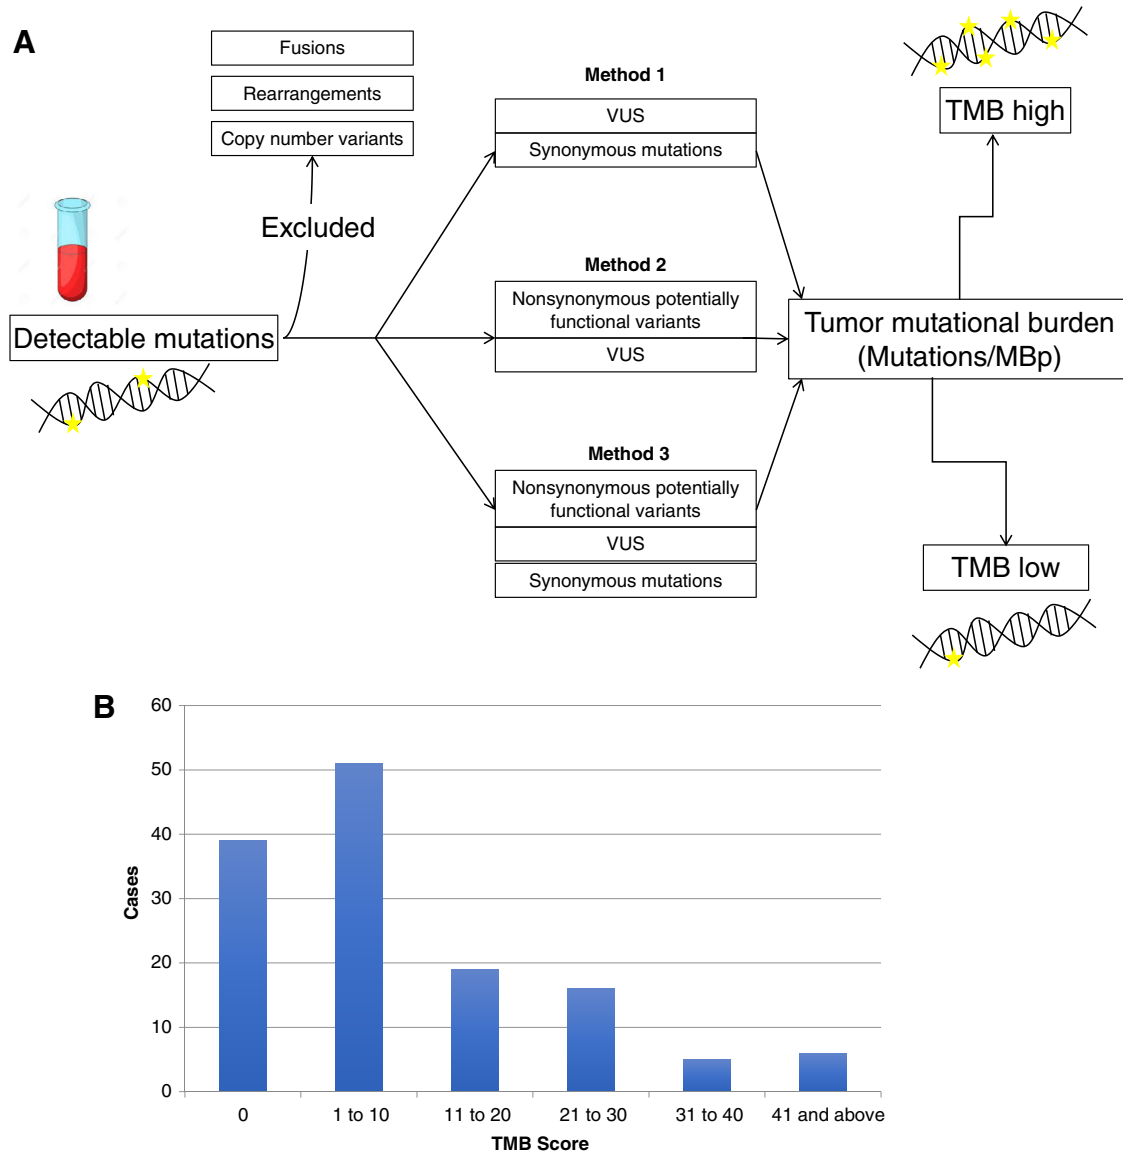 A
Fusions
Rearrangements
Copy number variants
Excluded
Detectable mutations
Method 1
VUS
Synonymous mutations
Method 2
Nonsynonymous potentially
functional variants
VUS
Method 3
Nonsynonymous potentially
functional variants
VUS
Synonymous mutations
TMB high
Tumor mutational burden
(Mutations/MBp)
TMB low
B
60
50
40
30
20
10
0
Cases
0
1 to 10
11 to 20
21 to 30
31 to 40
41 and above
TMB Score